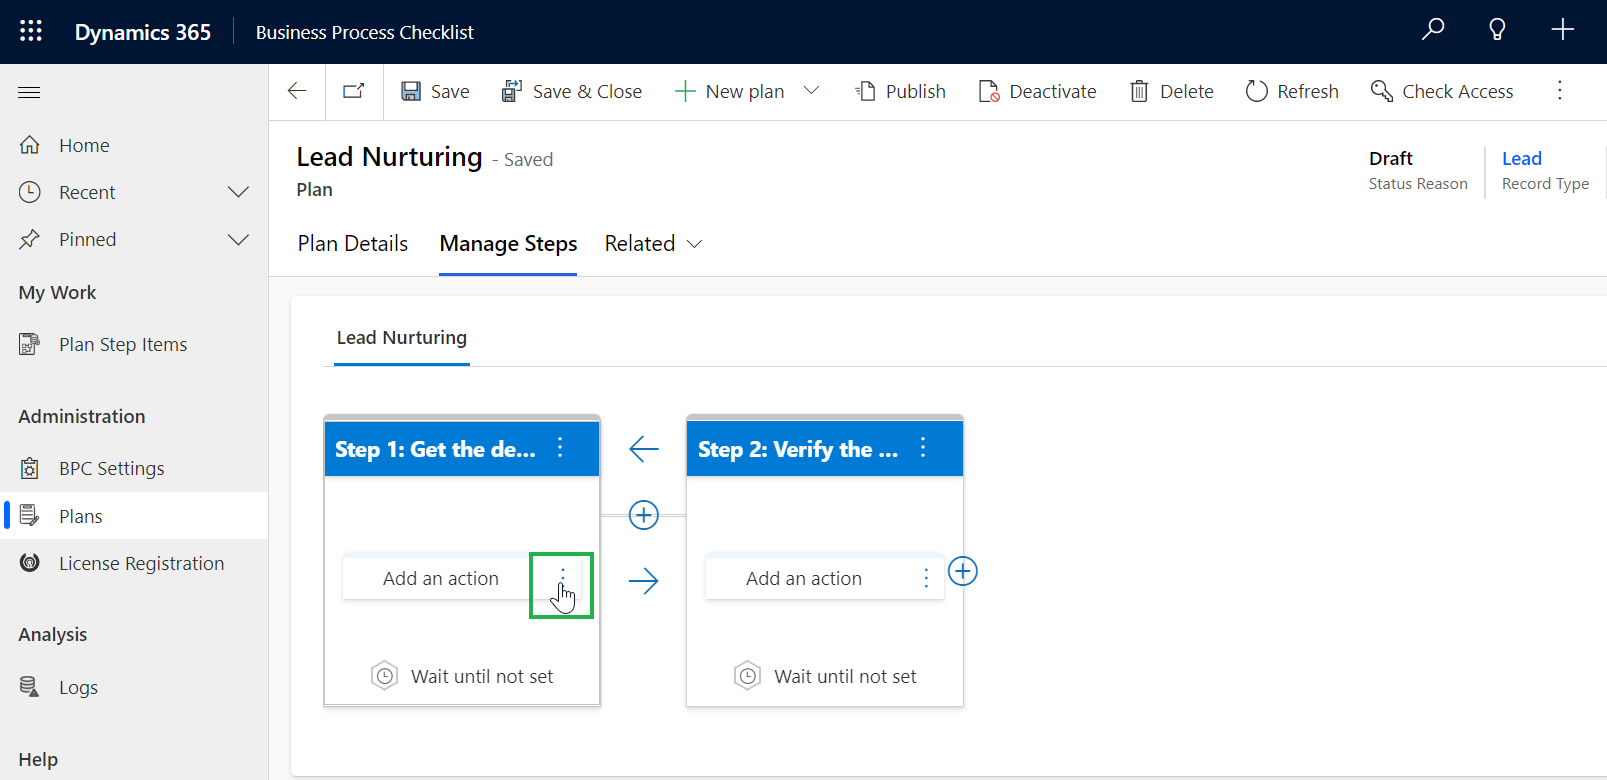 Dynamics 365
Business Process Checklist
Save
Save & Close
New plan
Publish
Deactivate
Delete
Refresh
Check Access
Home
Recent
Pinned
My Work
Plan Step Items
Administration
BPC Settings
Plans
License Registration
Analysis
Logs
Help
Lead Nurturing - Saved
Plan
Draft
Status Reason
Lead
Record Type
Plan Details
Manage Steps
Related
Lead Nurturing
Step 1: Get the de...
Add an action
Wait until not set
Step 2: Verify the ...
Add an action
Wait until not set